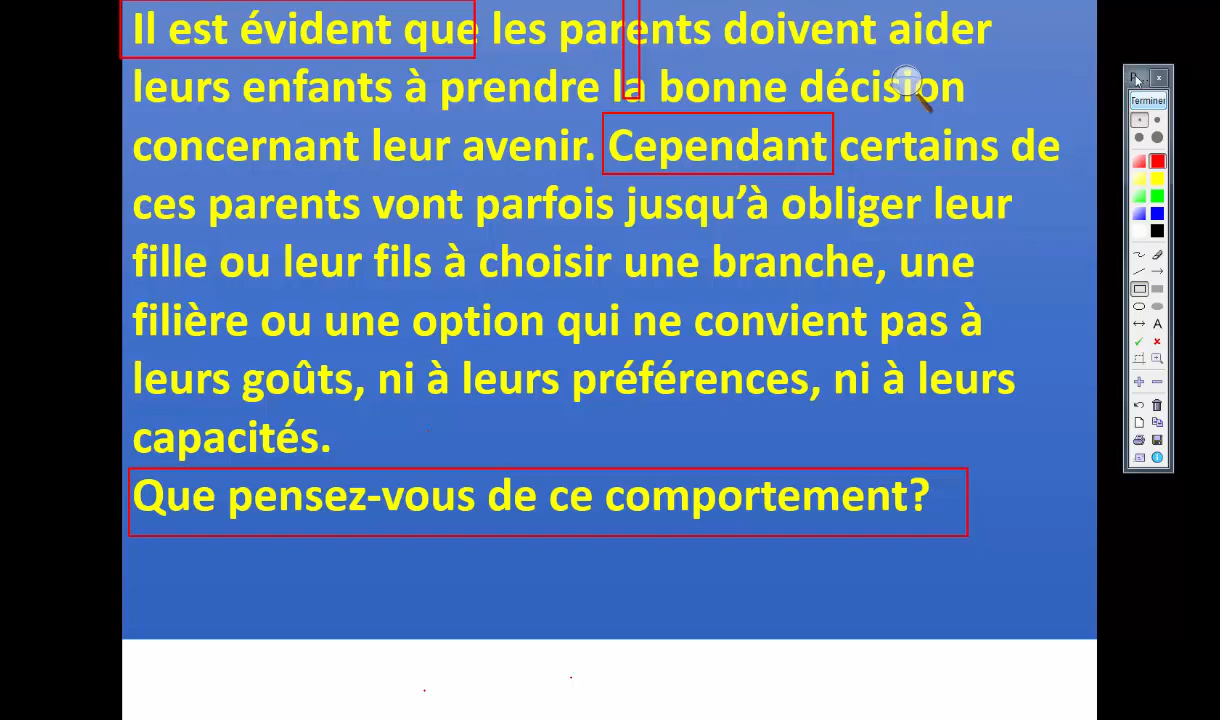 Il est évident que les parents doivent aider
leurs enfants à prendre la bonne décision
concernant leur avenir. Cependant certains de
ces parents vont parfois jusqu’à obliger leur
fille ou leur fils à choisir une branche, une
filière ou une option qui ne convient pas à
leurs goûts, ni à leurs préférences, ni à leurs
capacités.
Que pensez-vous de ce comportement?
Terminer
A